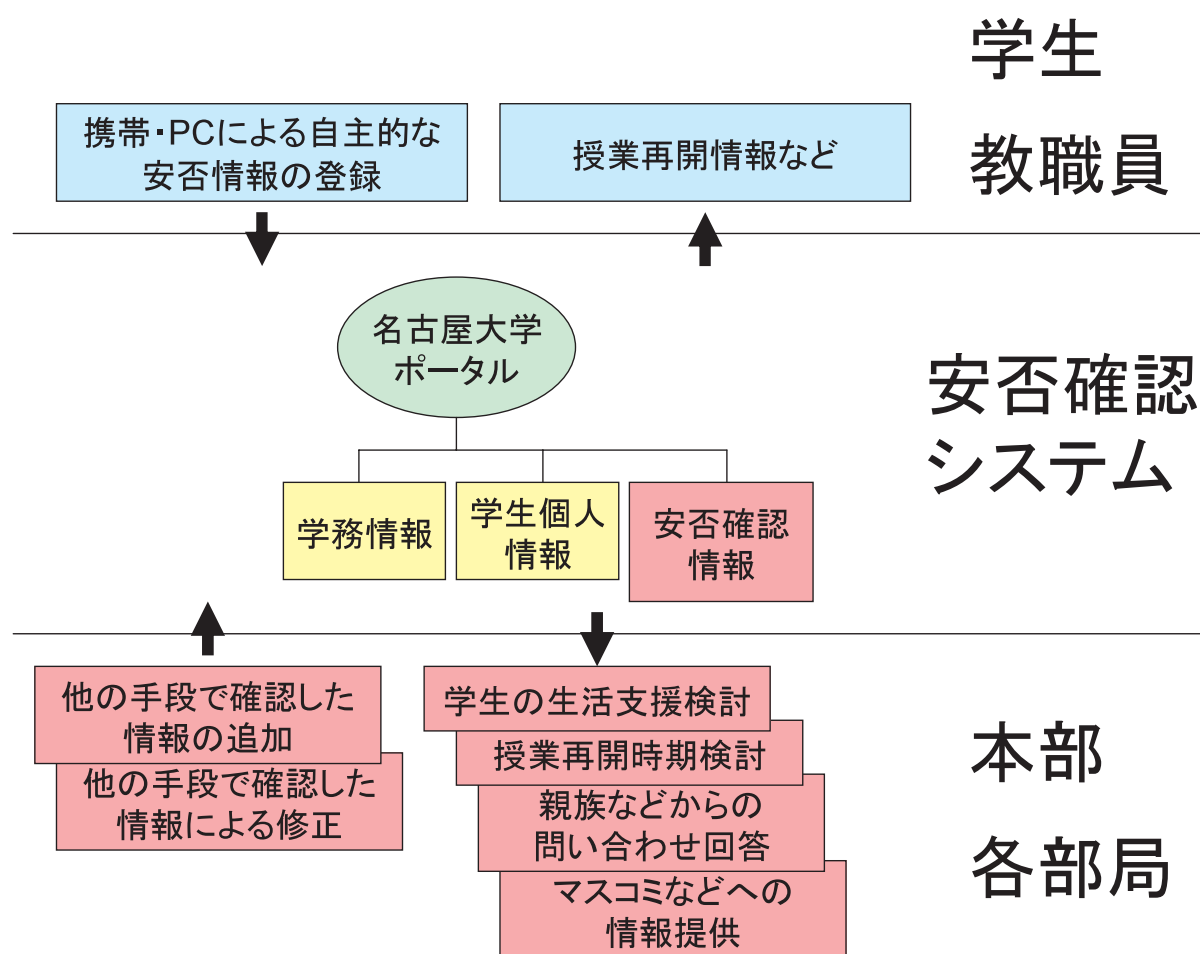 学生
教職員
携帯・PCによる自主的な
安否情報の登録
授業再開情報など
名古屋大学
ポータル
安否確認
システム
学務情報
学生個人
情報
安否確認
情報
他の手段で確認した
情報の追加
他の手段で確認した
情報による修正
学生の生活支援検討
授業再開時期検討
親族などからの
問い合わせ回答
マスコミなどへの
情報提供
本部
各部局